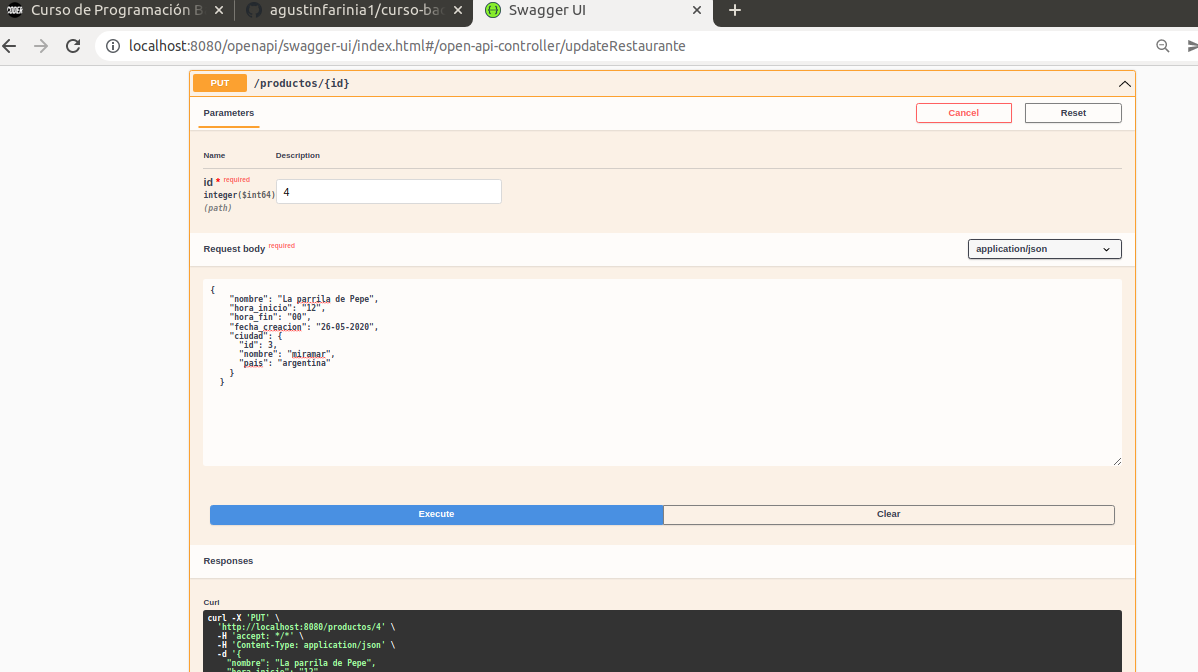 CODER Curso de Programación B
agustinfarinia1/curso-bac
Swagger UI
localhost:8080/openapi/swagger-ui/index.html#/open-api-controller/updateRestaurante
PUT /productos/{id}
Parameters
Cancel
Reset
Name Description
id * required
integer($int64)
(path)
4
Request body required
application/json
{
"nombre": "La parrila de Pepe",
"hora_inicio": "12",
"hora_fin": "00",
"fecha_creacion": "26-05-2020",
"ciudad": {
"id": 3,
"nombre": "miramar",
"pais": "argentina"
}
}
Execute
Clear
Responses
Curl
curl -X 'PUT' \
'http://localhost:8080/productos/4' \
-H 'accept: */*' \
-H 'Content-Type: application/json' \
-d '{
"nombre": "La parrila de Pepe",
"hora_inicio": "12",